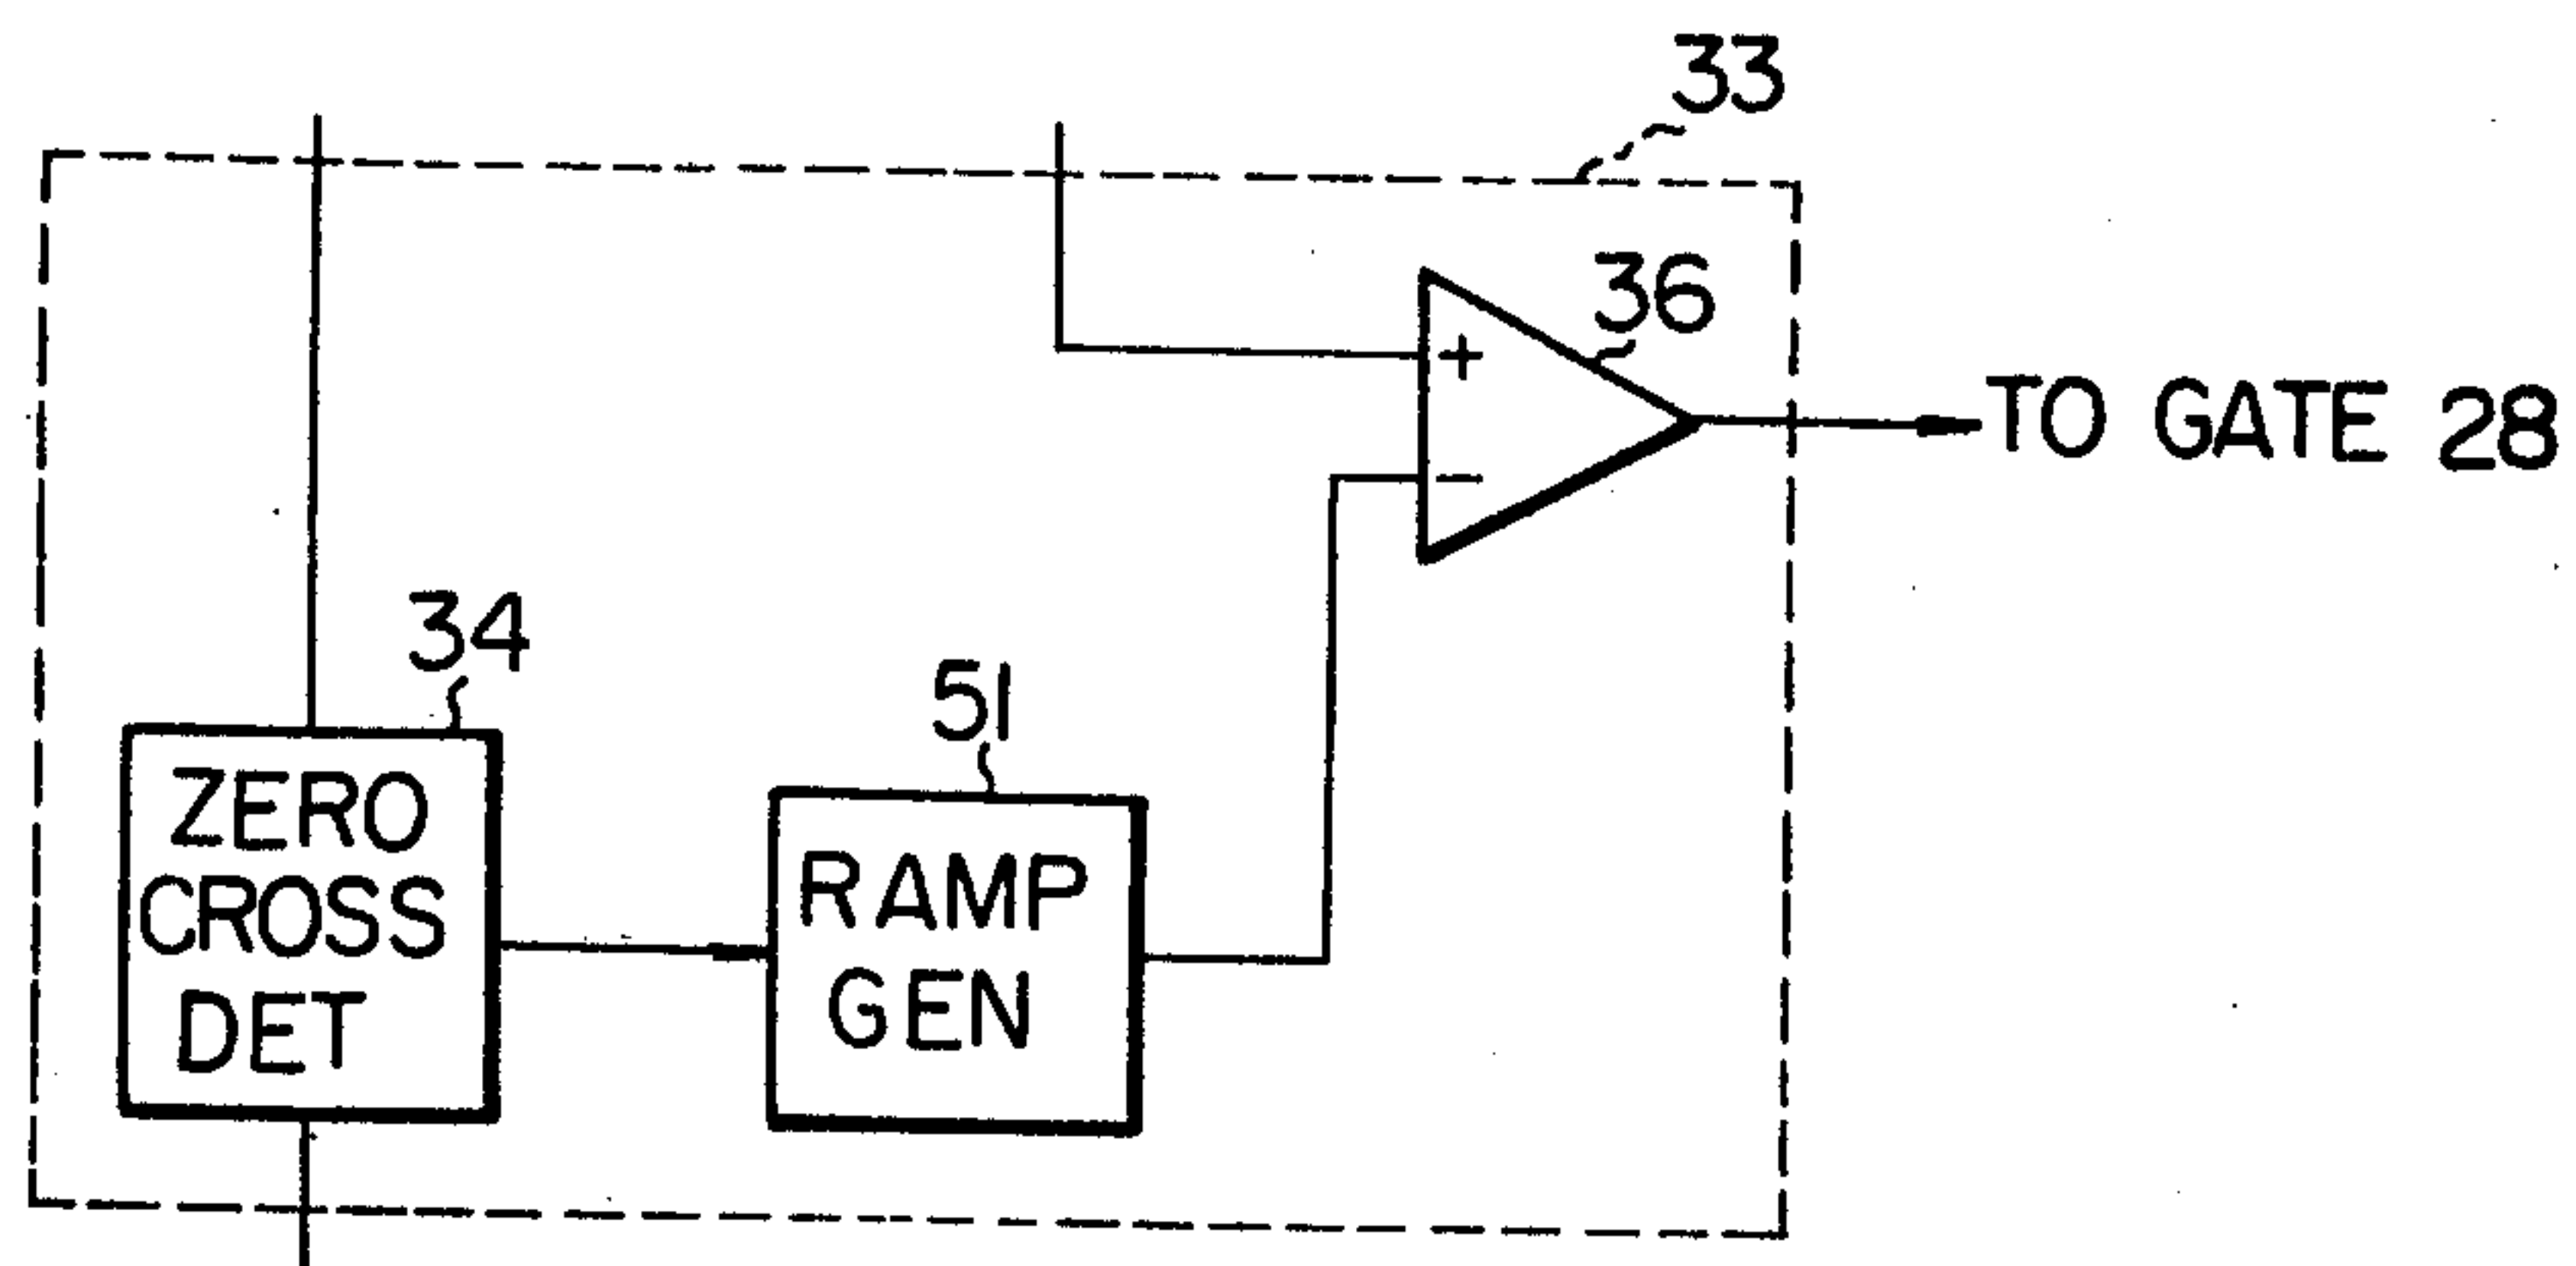 33
36
+
TO GATE 28
−
34
51
ZERO
CROSS
DET
RAMP
GEN